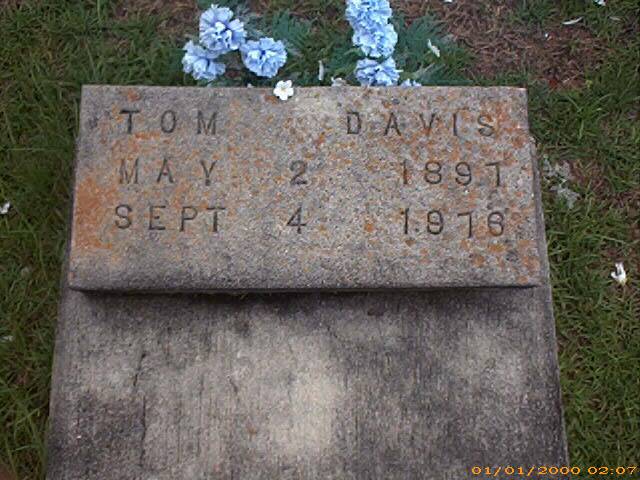 TOM DAVIS
MAY 2 1897
SEPT 4 1976
01/01/2000 02:07